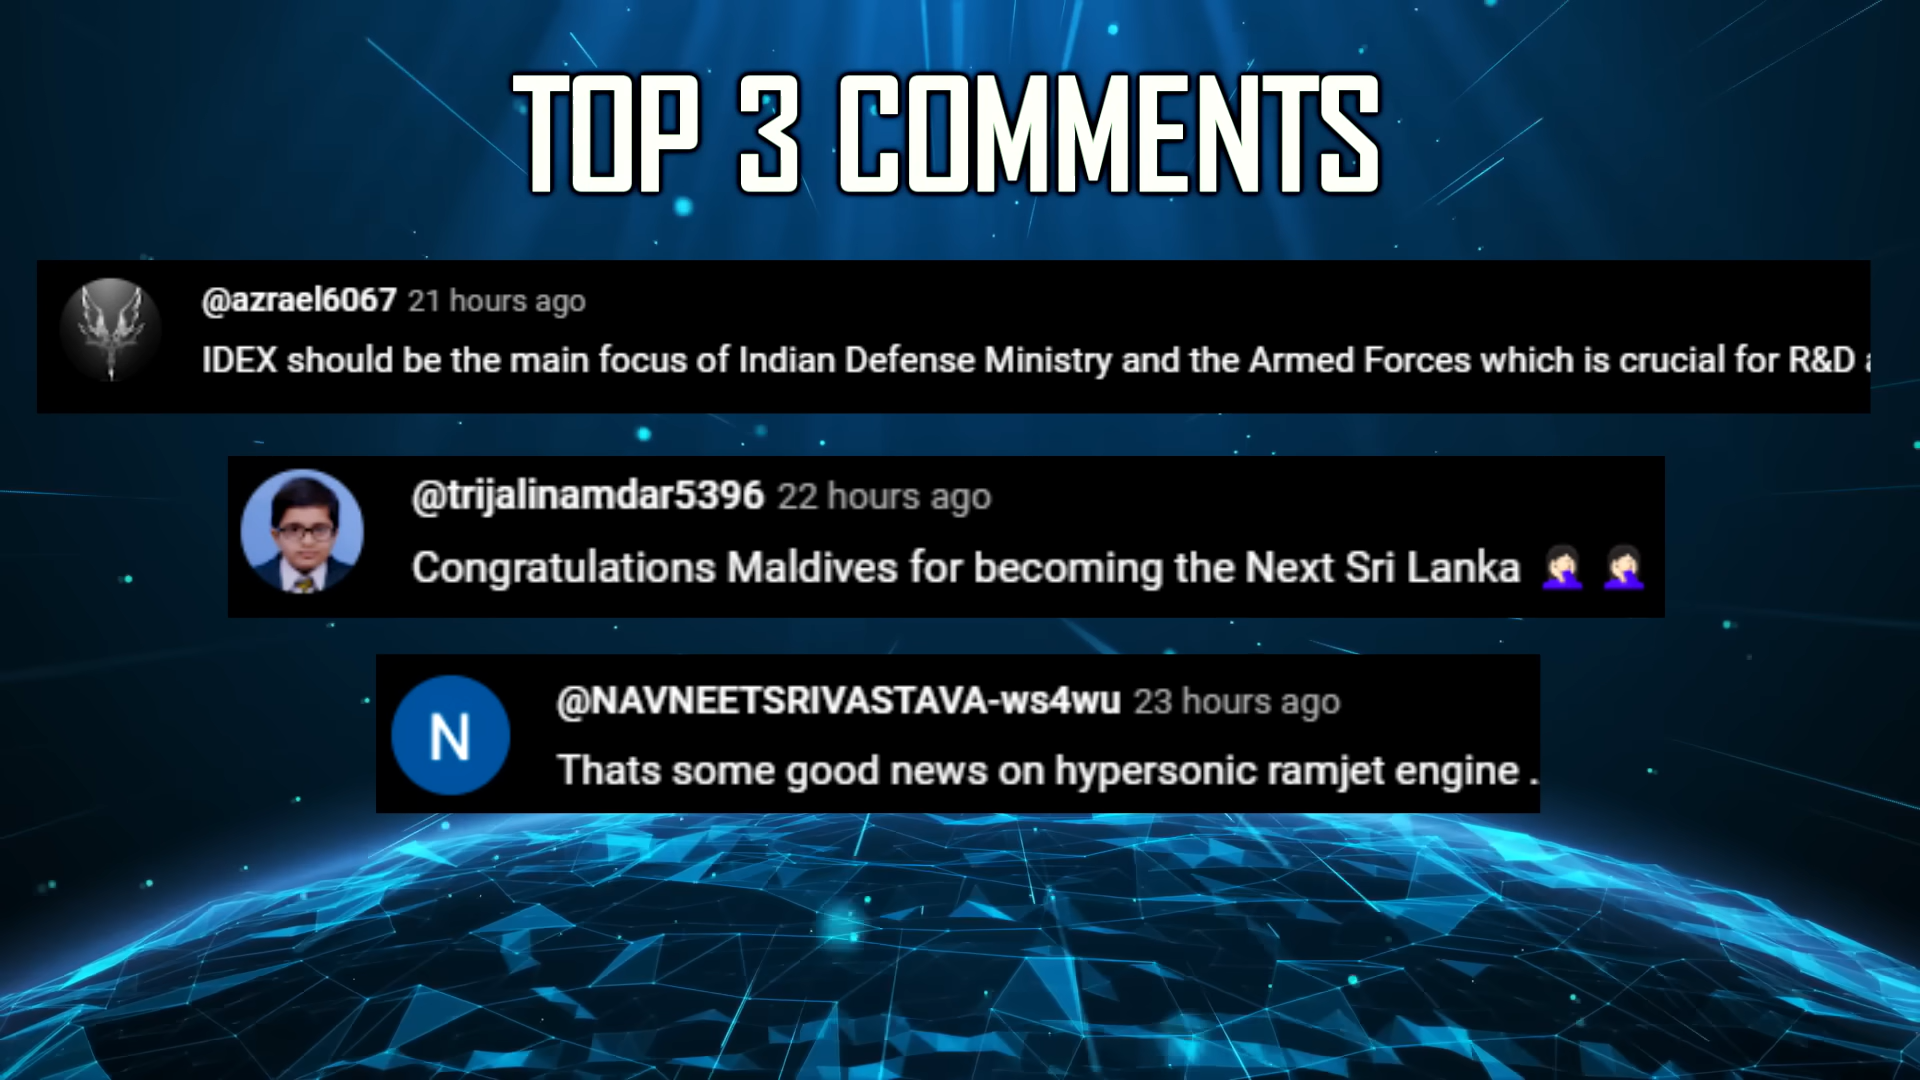 TOP 3 COMMENTS
@azrael6067 21 hours ago
IDEX should be the main focus of Indian Defense Ministry and the Armed Forces which is crucial for R&D
@trijalinamdar5396 22 hours ago
Congratulations Maldives for becoming the Next Sri Lanka 🤦🏻 🤦🏻
N
@NAVNEETSRIVASTAVA-ws4wu 23 hours ago
Thats some good news on hypersonic ramjet engine .